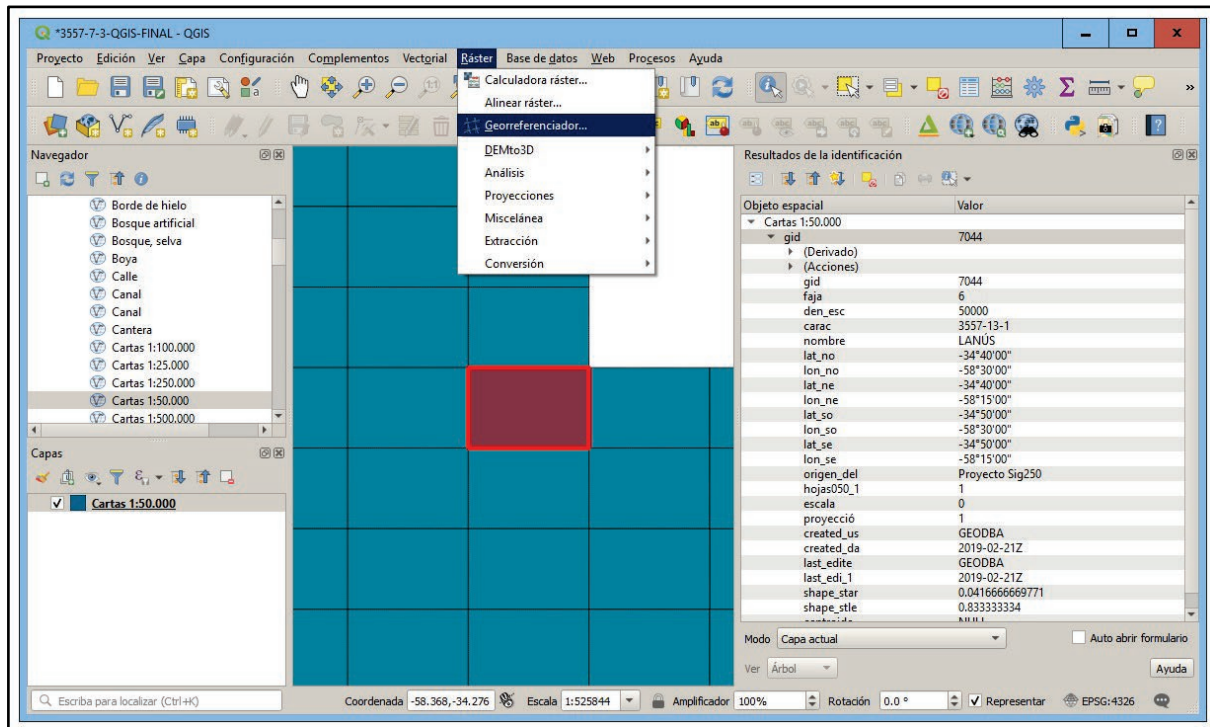 *3557-7-3-QGIS-FINAL - QGIS
Proyecto Edición Ver Capa Configuración Complementos Vectorial Ráster Base de datos Web Procesos Ayuda
Calculadora ráster...
Alinear ráster...
Georreferenciador...
DEMto3D
Análisis
Proyecciones
Miscelánea
Extracción
Conversión
Navegador
Borde de hielo
Bosque artificial
Bosque, selva
Boya
Calle
Canal
Canal
Cantera
Cartas 1:100.000
Cartas 1:25.000
Cartas 1:250.000
Cartas 1:50.000
Cartas 1:500.000
Capas
Cartas 1:50.000
Resultados de la identificación
Objeto espacial Valor
Cartas 1:50.000
gid 7044
(Derivado)
(Acciones)
gid 7044
faja 6
den_esc 50000
carac 3557-13-1
nombre LANÚS
lat_no -34°40'00"
lon_no -58°30'00"
lat_ne -34°40'00"
lon_ne -58°15'00"
lat_so -34°50'00"
lon_so -58°30'00"
lat_se -34°50'00"
lon_se -58°15'00"
origen_del Proyecto Sig250
hojas050_1 1
escala 0
proyecció 1
created_us GEODBA
created_da 2019-02-21Z
last_edite GEODBA
last_edi_1 2019-02-21Z
shape_star 0.0416666669771
shape_stle 0.833333334
Modo Capa actual Auto abrir formulario
Ver Árbol Ayuda
Escriba para localizar (Ctrl+K) Coordenada -58.368,-34.276 Escala 1:525844 Amplificador 100% Rotación 0.0 ° Representar EPSG:4326